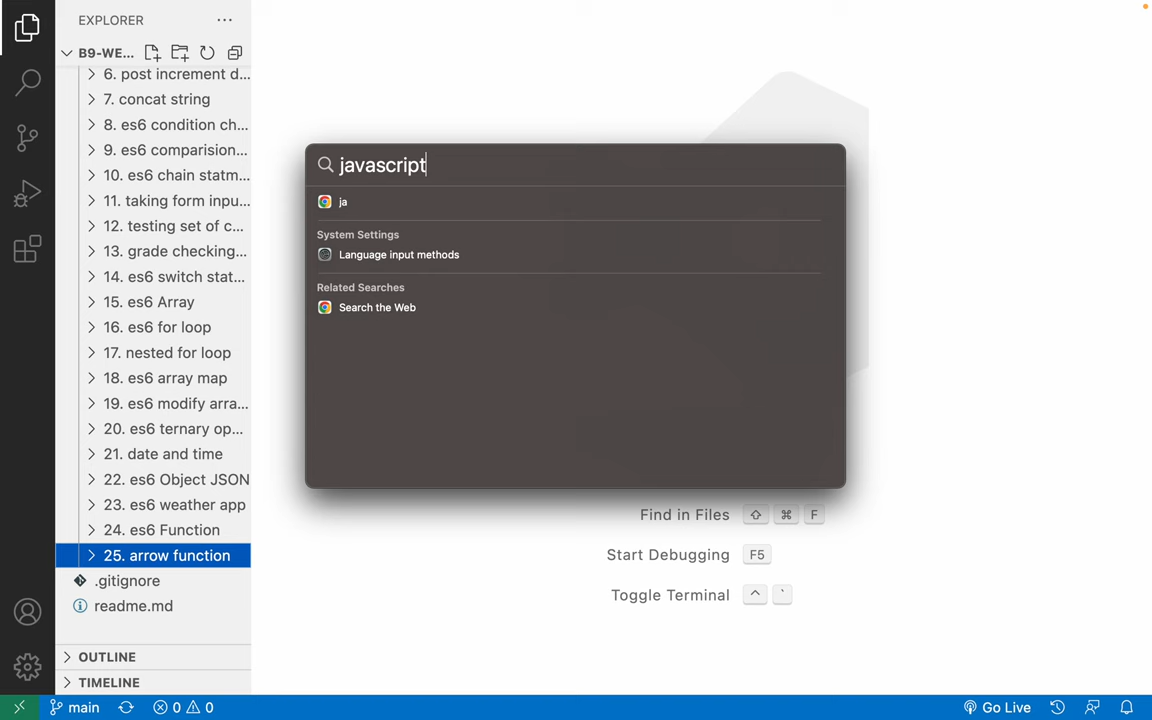 EXPLORER
B9-WE...
6. post increment d...
7. concat string
8. es6 condition ch...
9. es6 comparision...
10. es6 chain statm...
11. taking form inpu...
12. testing set of c...
13. grade checking...
14. es6 switch stat...
15. es6 Array
16. es6 for loop
17. nested for loop
18. es6 array map
19. es6 modify arra...
20. es6 ternary op...
21. date and time
22. es6 Object JSON
23. es6 weather app
24. es6 Function
25. arrow function
.gitignore
readme.md
OUTLINE
TIMELINE
javascript
ja
System Settings
Language input methods
Related Searches
Search the Web
Find in Files ⇧ ⌘ F
Start Debugging F5
Toggle Terminal ^ `
main 0 0 Go Live